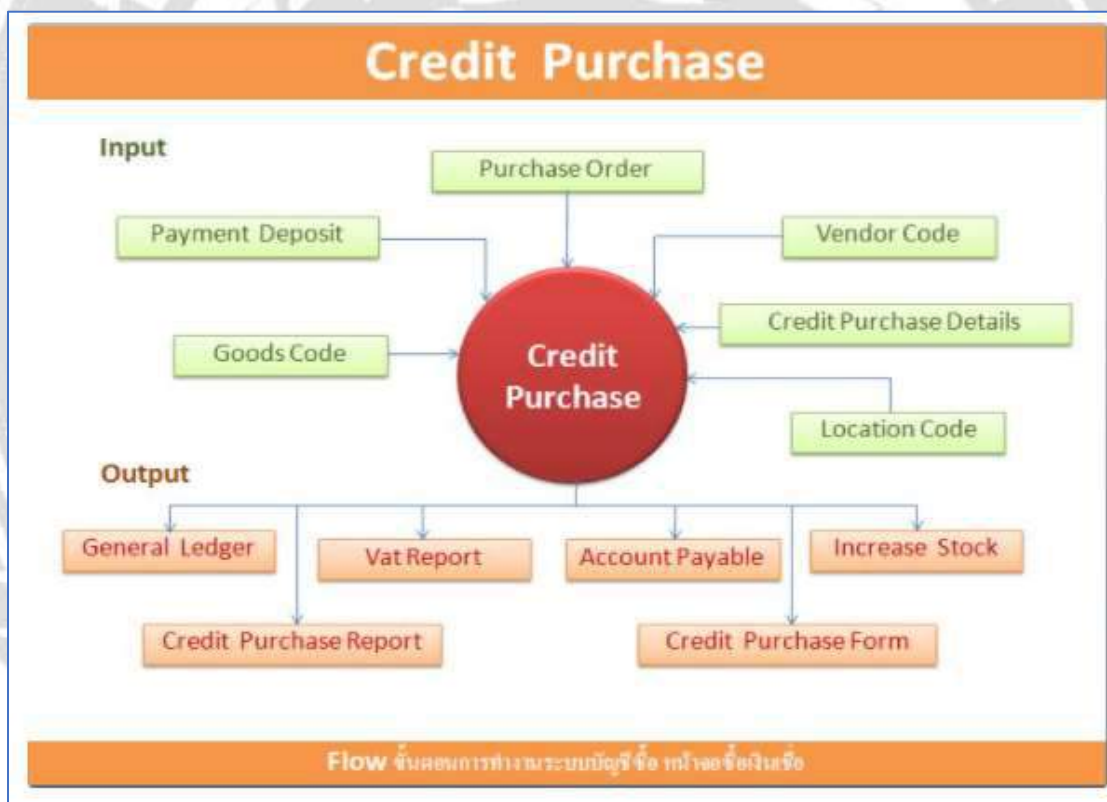 Credit Purchase
Input
Purchase Order
Payment Deposit
Vendor Code
Credit Purchase Details
Goods Code
Credit
Purchase
Location Code
Output
General Ledger
Vat Report
Account Payable
Increase Stock
Credit Purchase Report
Credit Purchase Form
Flow ขั้นตอนการทำงานระบบบัญชีซื้อ หน้าจอซื้อเงินเชื่อ